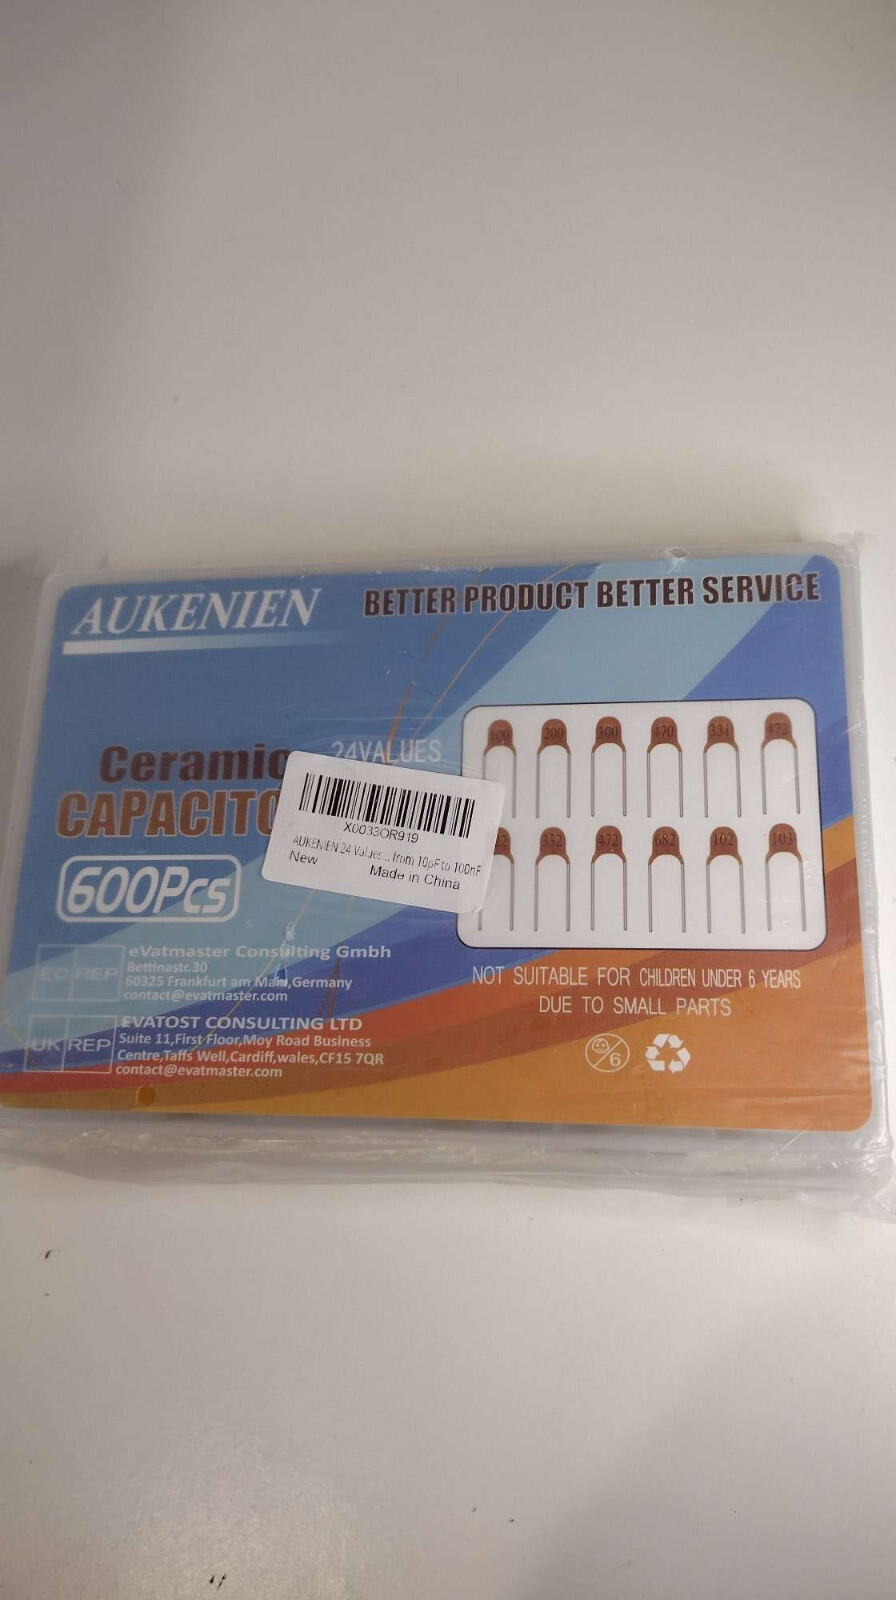 AUKENIEN
BETTER PRODUCT BETTER SERVICE
Ceramic
24VALUES
CAPACITO
600Pcs
X0033OR919
AUKENIEN 24 Values... from 10pF to 100nF
New
Made in China
200 300 470 331 472
332 472 682 102 103
EC REP
eVatmaster Consulting Gmbh
Bettinastr.30
60325 Frankfurt am Main,Germany
contact@evatmaster.com
UK REP
EVATOST CONSULTING LTD
Suite 11,First Floor,Moy Road Business
Centre,Taffs Well,Cardiff,wales,CF15 7QR
contact@evatmaster.com
NOT SUITABLE FOR CHILDREN UNDER 6 YEARS
DUE TO SMALL PARTS
6